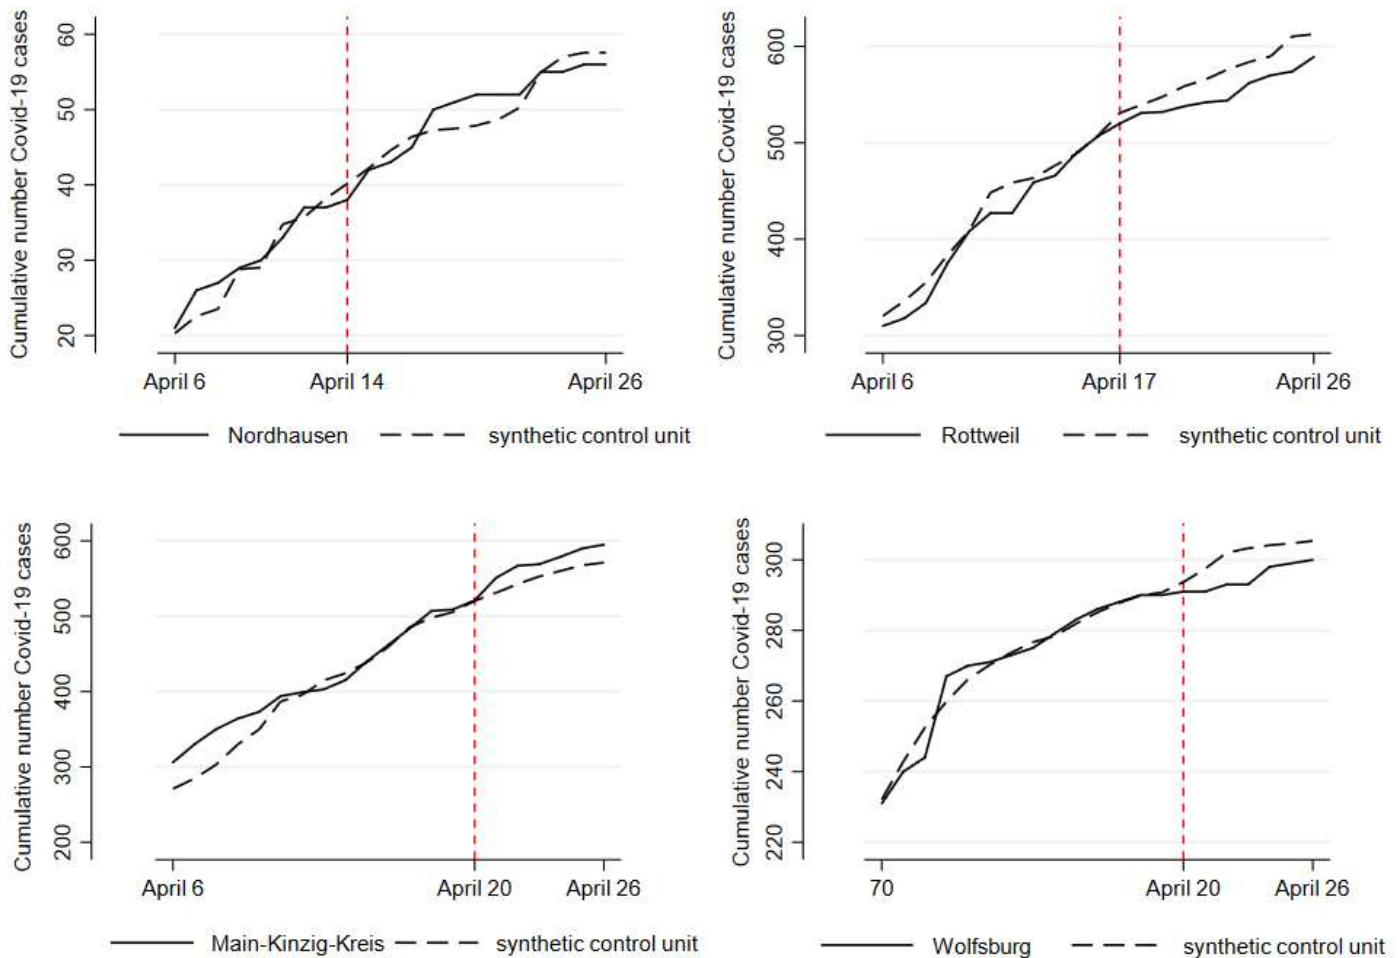 Cumulative number Covid-19 cases
60
50
40
30
20
April 6 April 14 April 26
Nordhausen synthetic control unit
Cumulative number Covid-19 cases
600
500
400
300
April 6 April 17 April 26
Rottweil synthetic control unit
Cumulative number Covid-19 cases
600
500
400
300
200
April 6 April 20 April 26
Main-Kinzig-Kreis synthetic control unit
Cumulative number Covid-19 cases
300
280
260
240
220
70 April 20 April 26
Wolfsburg synthetic control unit